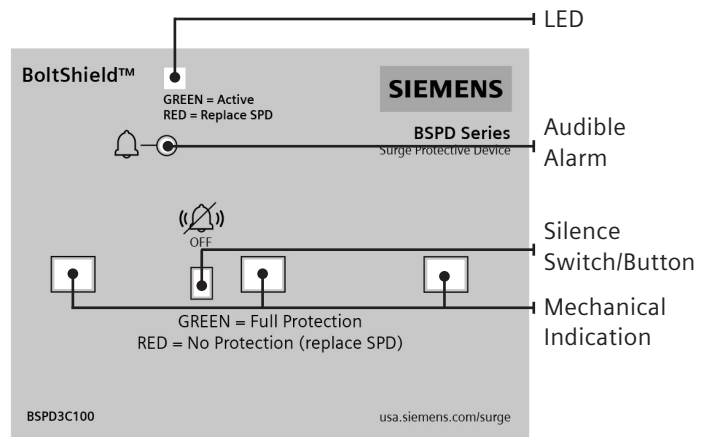 LED
BoltShield™
GREEN = Active
RED = Replace SPD
SIEMENS
BSPD Series
Surge Protective Device
Audible
Alarm
OFF
Silence
Switch/Button
Mechanical
Indication
GREEN = Full Protection
RED = No Protection (replace SPD)
BSPD3C100
usa.siemens.com/surge